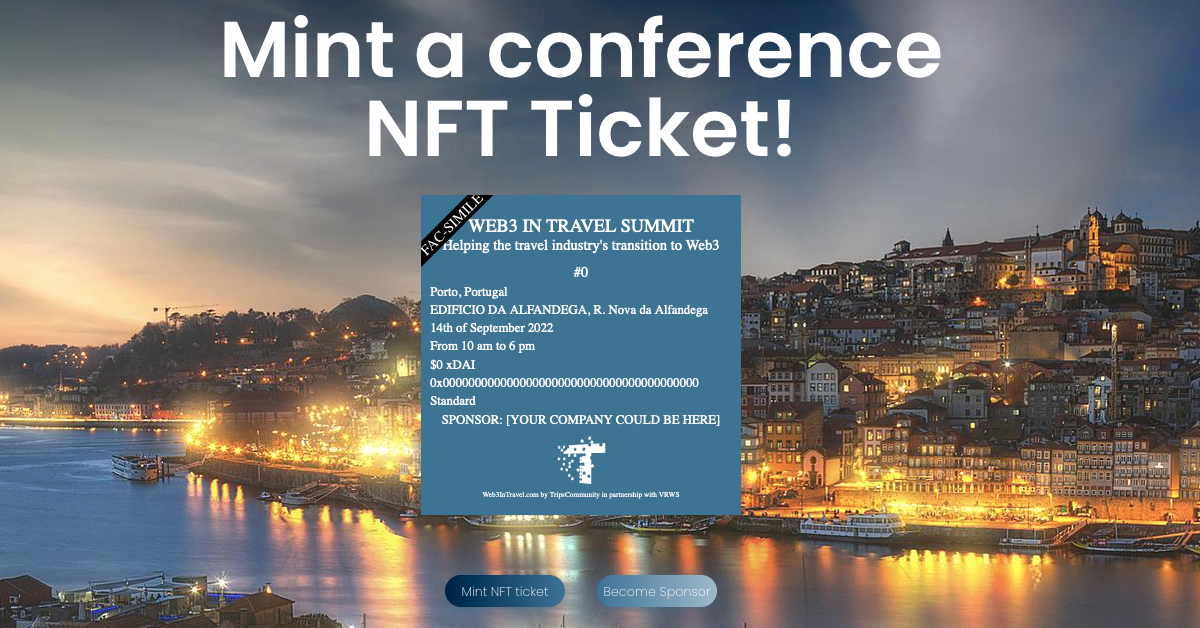 Mint a conference
NFT Ticket!
FAC-SIMILE
WEB3 IN TRAVEL SUMMIT
Helping the travel industry's transition to Web3
#0
Porto, Portugal
EDIFICIO DA ALFANDEGA, R. Nova da Alfandega
14th of September 2022
From 10 am to 6 pm
$0 xDAI
0x0000000000000000000000000000000000000000
Standard
SPONSOR: [YOUR COMPANY COULD BE HERE]
Web3InTravel.com by TripsCommunity in partnership with VRWS
Mint NFT ticket
Become Sponsor